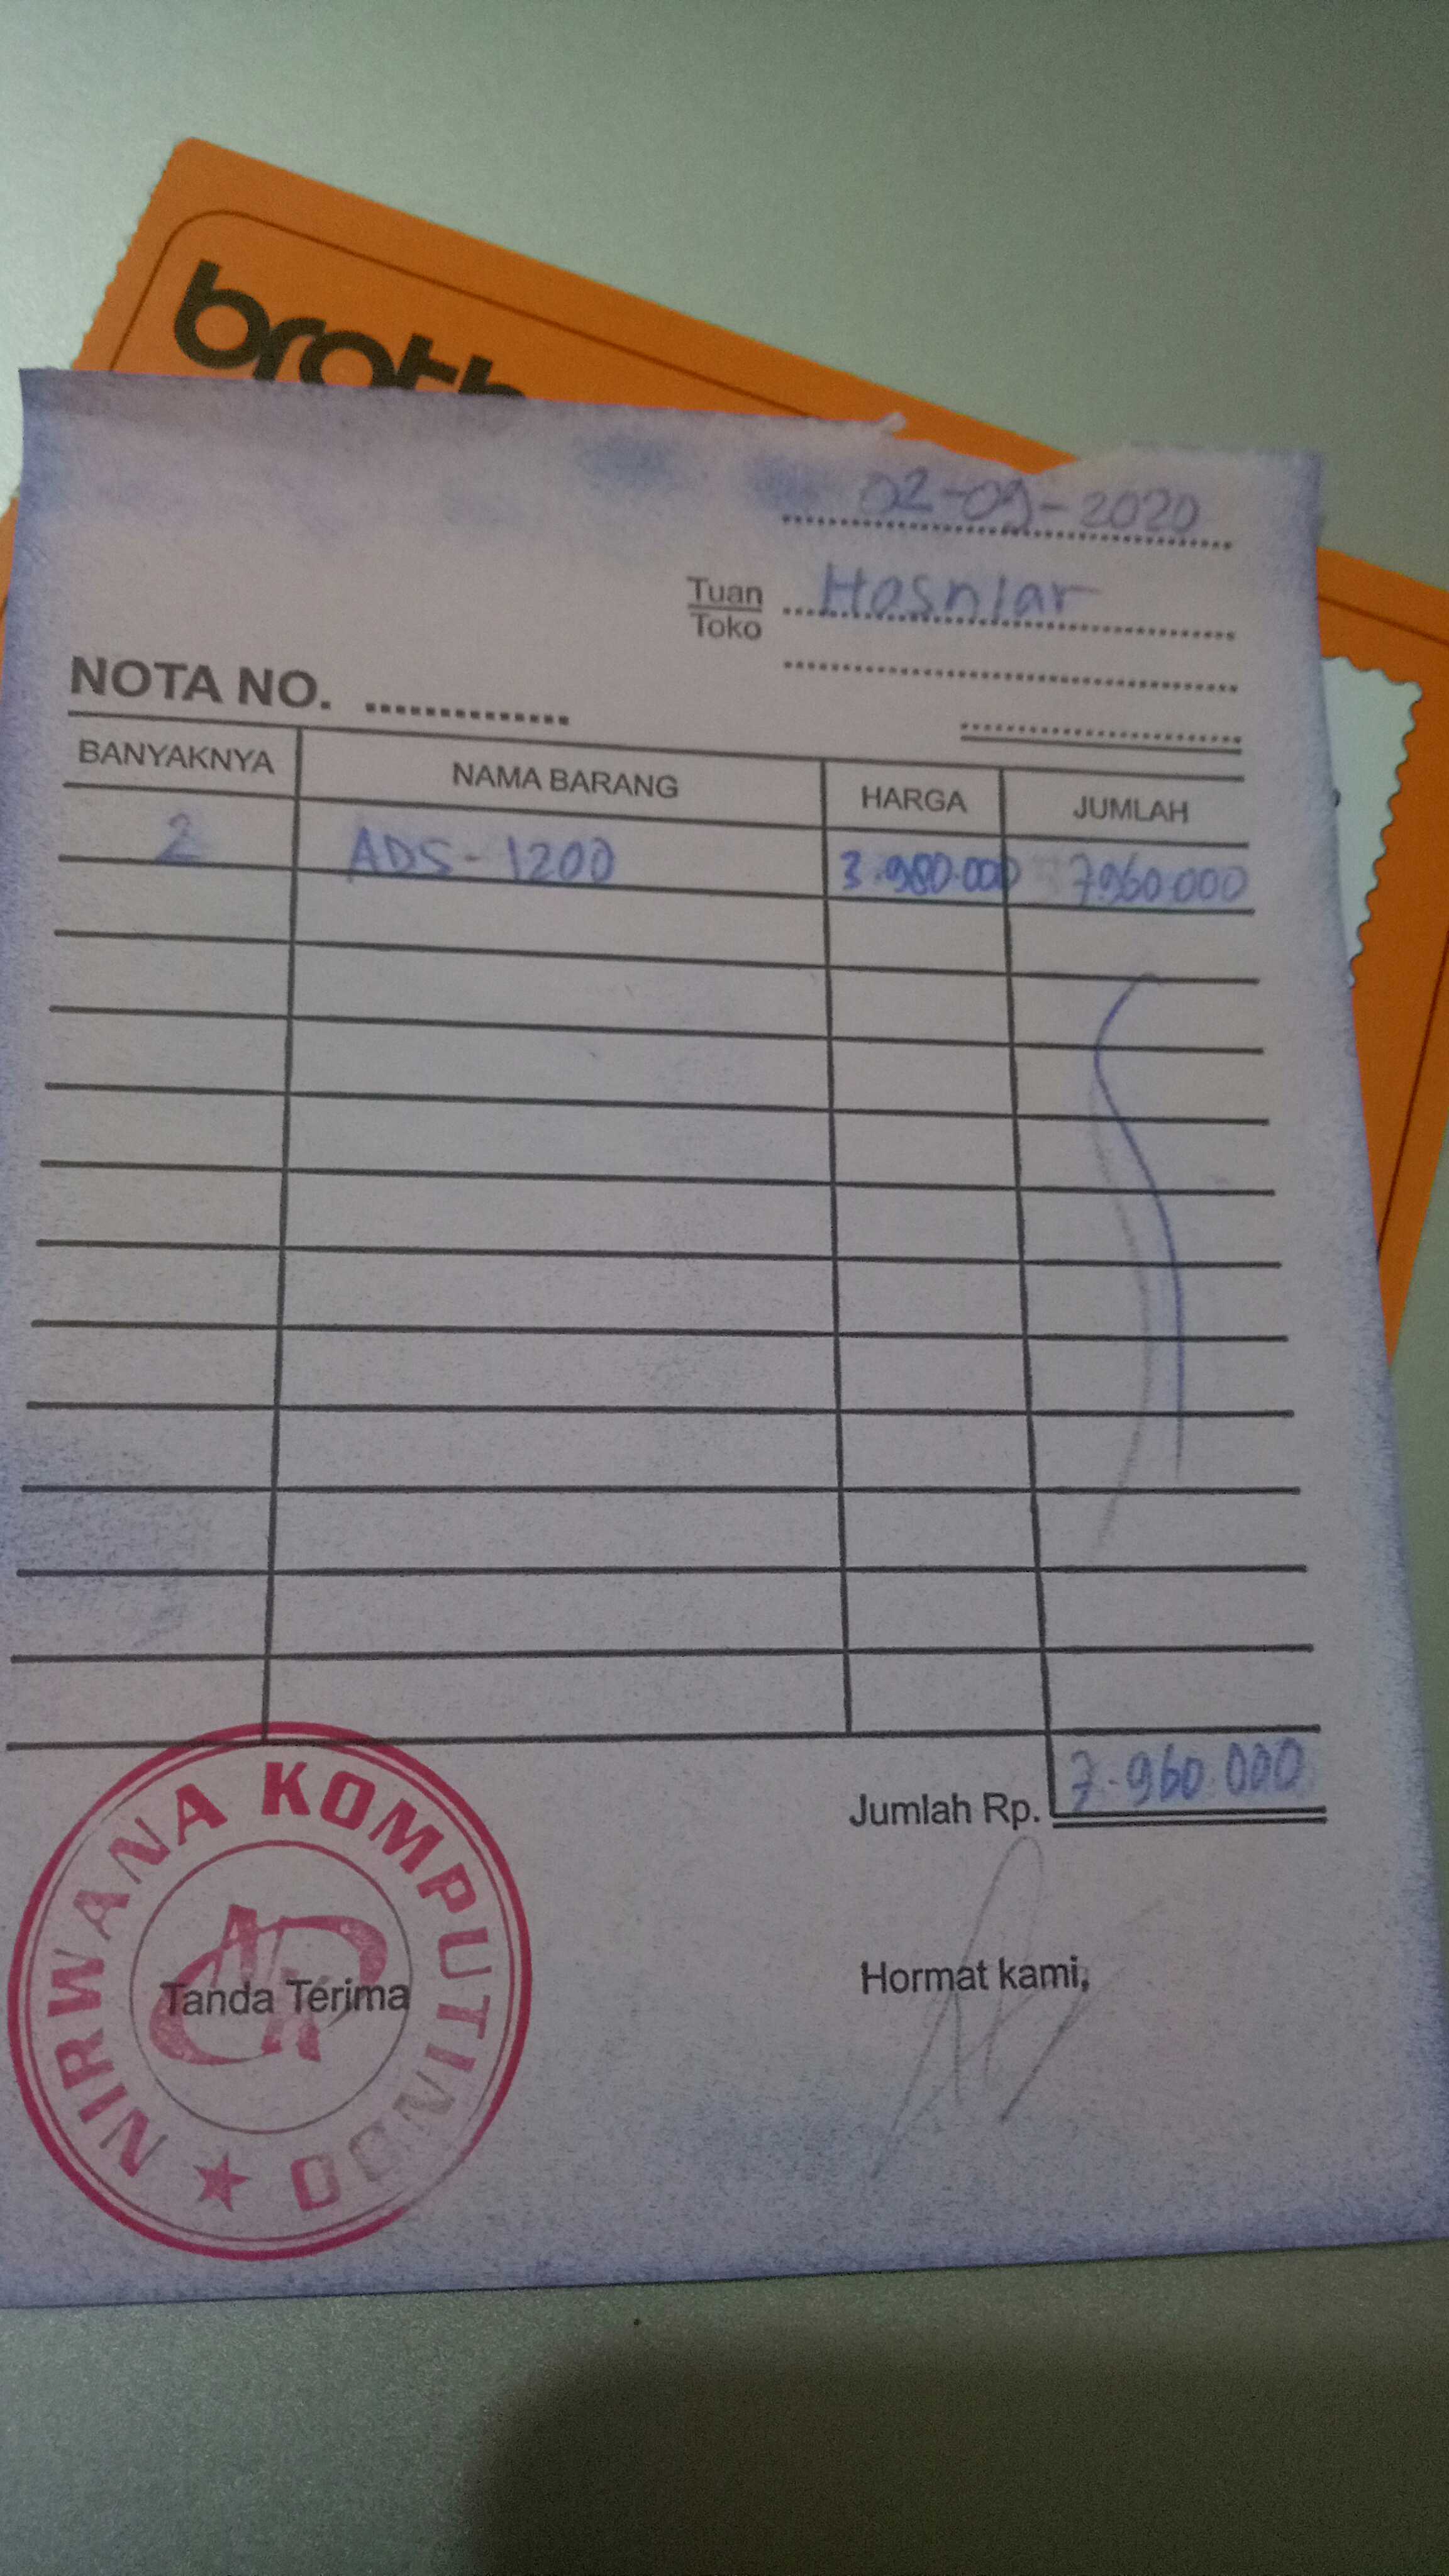 broth
02-09-2020
Tuan Hasniar
Toko
NOTA NO. ..............
BANYAKNYA NAMA BARANG HARGA JUMLAH
2 ADS-1200 3.980.000 7.960.000
Jumlah Rp. 7.960.000
NIRWANA KOMPUTINDO
Tanda Terima
Hormat kami,